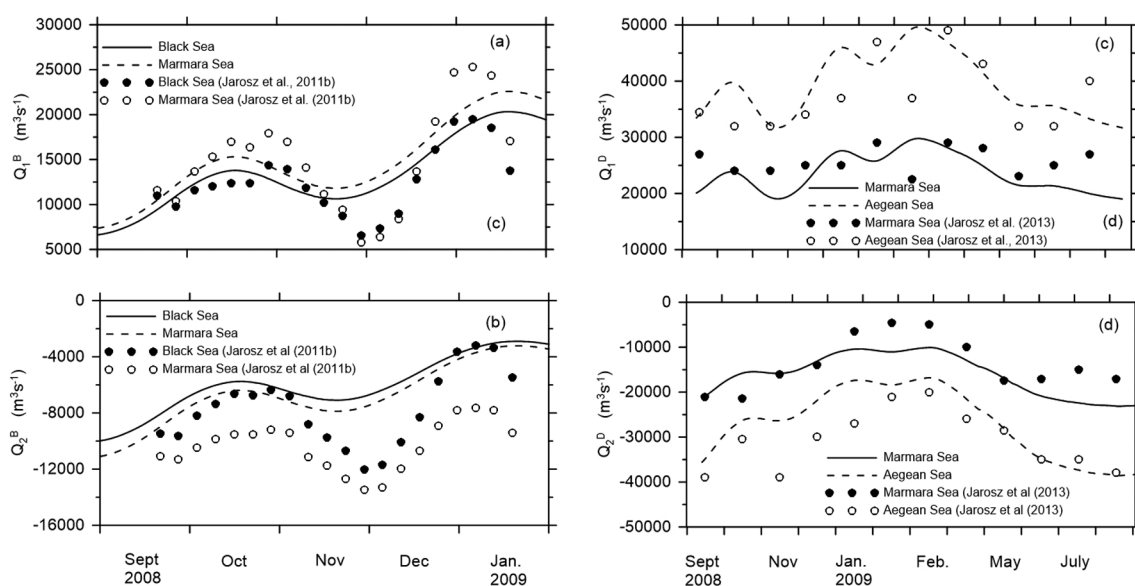 30000
25000
20000
15000
10000
5000
Q₁ᴮ (m³s⁻¹)
(a)
Black Sea
Marmara Sea
Black Sea (Jarosz et al., 2011b)
Marmara Sea (Jarosz et al. (2011b)
(c)
50000
40000
30000
20000
10000
Q₁ᴰ (m³s⁻¹)
(c)
Marmara Sea
Aegean Sea
Marmara Sea (Jarosz et al. (2013)
Aegean Sea (Jarosz et al., 2013)
(d)
0
-4000
-8000
-12000
-16000
Q₂ᴮ (m³s⁻¹)
(b)
Black Sea
Marmara Sea
Black Sea (Jarosz et al (2011b)
Marmara Sea (Jarosz et al (2011b)
Sept Oct Nov Dec Jan.
2008 2009
0
-10000
-20000
-30000
-40000
-50000
Q₂ᴰ (m³s⁻¹)
(d)
Marmara Sea
Aegean Sea
Marmara Sea (Jarosz et al (2013)
Aegean Sea (Jarosz et al (2013)
Sept Nov Jan. Feb. May July
2008 2009